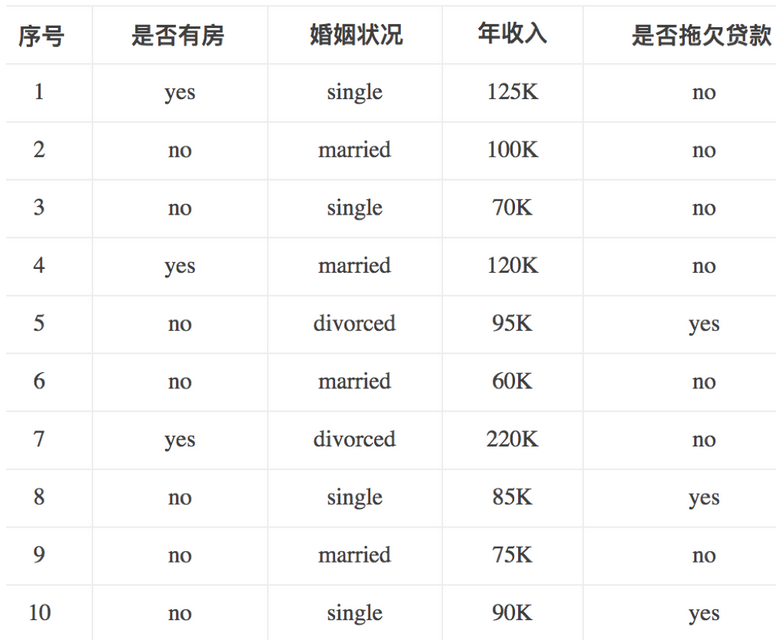 序号 是否有房 婚姻状况 年收入 是否拖欠贷款
1 yes single 125K no
2 no married 100K no
3 no single 70K no
4 yes married 120K no
5 no divorced 95K yes
6 no married 60K no
7 yes divorced 220K no
8 no single 85K yes
9 no married 75K no
10 no single 90K yes